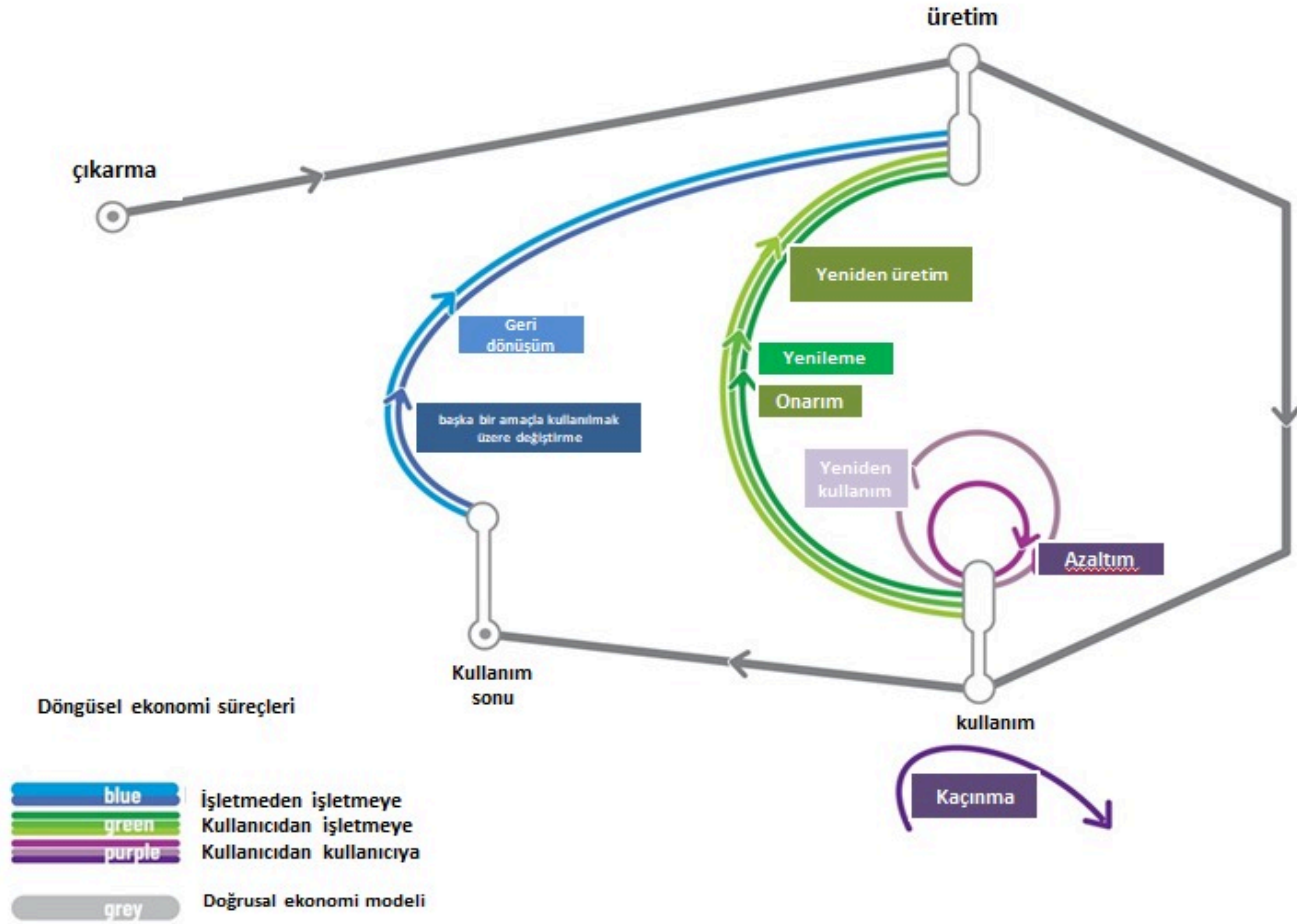 üretim
çıkarma
Yeniden üretim
Geri
dönüşüm
Yenileme
Onarım
başka bir amaçla kullanılmak
üzere değiştirme
Yeniden
kullanım
Azaltım
Kullanım
sonu
kullanım
Kaçınma
Döngüsel ekonomi süreçleri
blue
İşletmeden işletmeye
green
Kullanıcıdan işletmeye
purple
Kullanıcıdan kullanıcıya
grey
Doğrusal ekonomi modeli